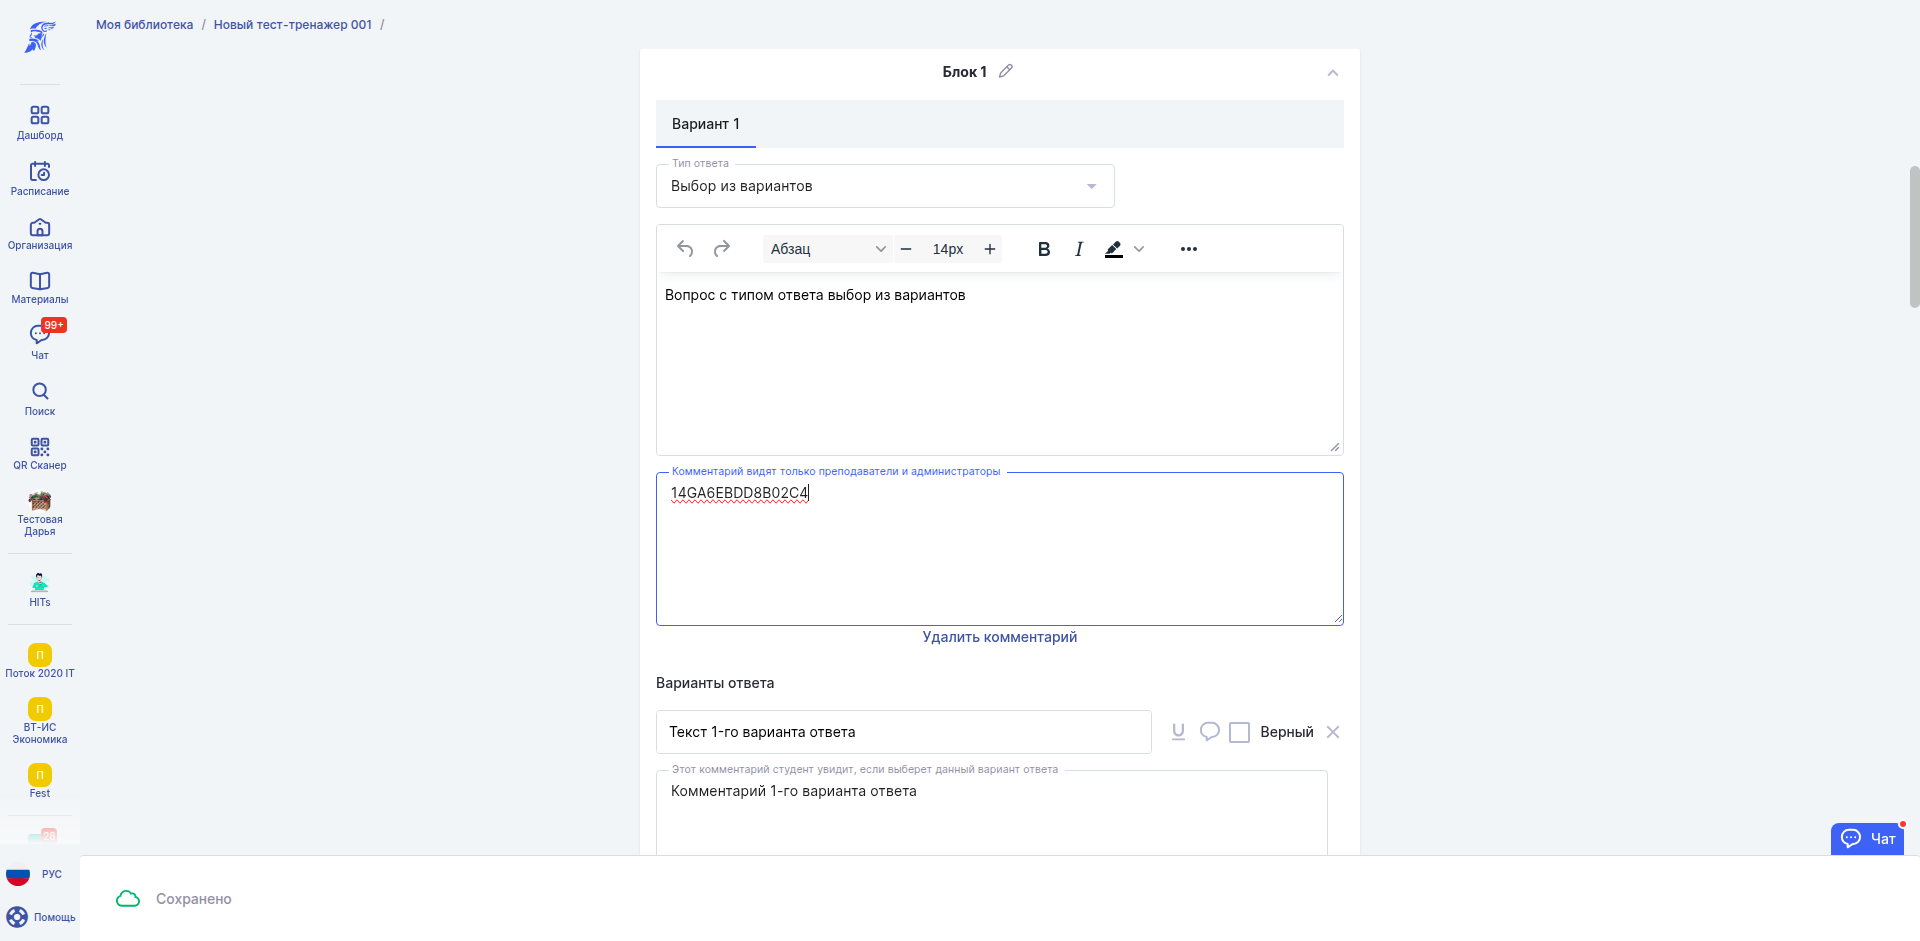 Моя библиотека / Новый тест-тренажер 001 /
Дашборд
Расписание
Организация
Материалы
99+
Чат
Поиск
QR Сканер
Тестовая
Дарья
HITs
П
Поток 2020 IT
П
ВТ-ИС
Экономика
П
Fest
28
РУС
Помощь
Блок 1
Вариант 1
Тип ответа
Выбор из вариантов
Абзац
14px
B I
Вопрос с типом ответа выбор из вариантов
Комментарий видят только преподаватели и администраторы
14GA6EBDD8B02C4
Удалить комментарий
Варианты ответа
Текст 1-го варианта ответа
U
Верный
Этот комментарий студент увидит, если выберет данный вариант ответа
Комментарий 1-го варианта ответа
Чат
Сохранено